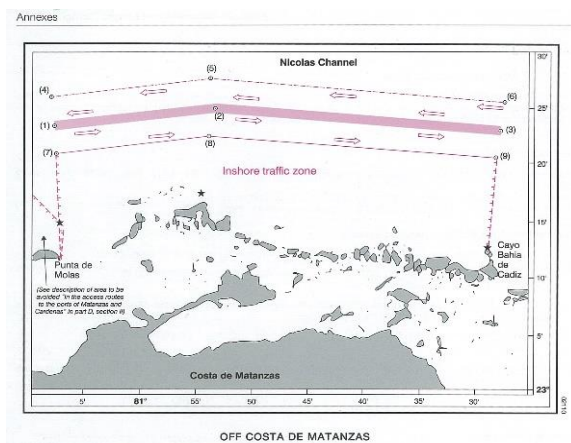 Annexes
Nicolas Channel
30'
(5)
(4)
(6)
25'
(1)
(2)
(3)
(7)
(8)
(9)
20'
Inshore traffic zone
15'
Punta de
Molas
Cayo
Bahia
de
Cadiz
10'
(See description of area to be
avoided "in the access routes
to the ports of Matanzas and
Cardenas" in part D, section II)
5'
Costa de Matanzas
23°
5'
81°
55'
50'
45'
40'
35'
30'
OFF COSTA DE MATANZAS